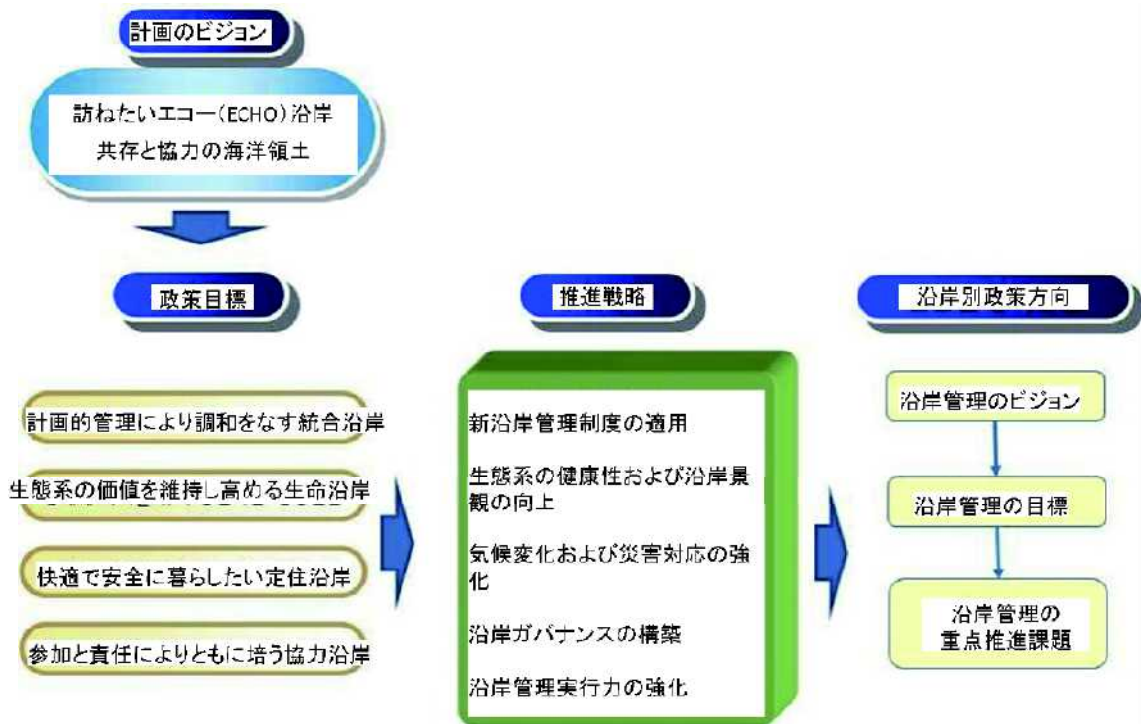 計画のビジョン
訪ねたいエコー(ECHO)沿岸
共存と協力の海洋領土
政策目標
計画的管理により調和をなす統合沿岸
生態系の価値を維持し高める生命沿岸
快適で安全に暮らしたい定住沿岸
参加と責任によりともに培う協力沿岸
推進戦略
新沿岸管理制度の適用
生態系の健康性および沿岸景
観の向上
気候変化および災害対応の強
化
沿岸ガバナンスの構築
沿岸管理実行力の強化
沿岸別政策方向
沿岸管理のビジョン
沿岸管理の目標
沿岸管理の
重点推進課題